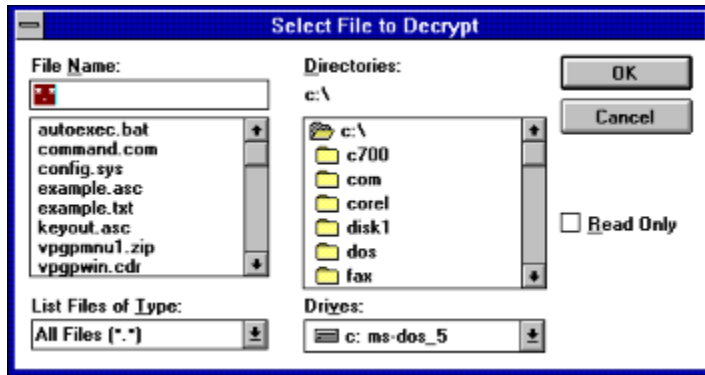 Select File to Decrypt
File Name:
*.*
autoexec.bat
command.com
config.sys
example.asc
example.txt
keyout.asc
vpgpmnu1.zip
vpgpwin.cdr
List Files of Type:
All Files (*.*)
Directories:
c:\
c:\
c700
com
corel
disk1
dos
fax
Drives:
c: ms-dos_5
OK
Cancel
Read Only